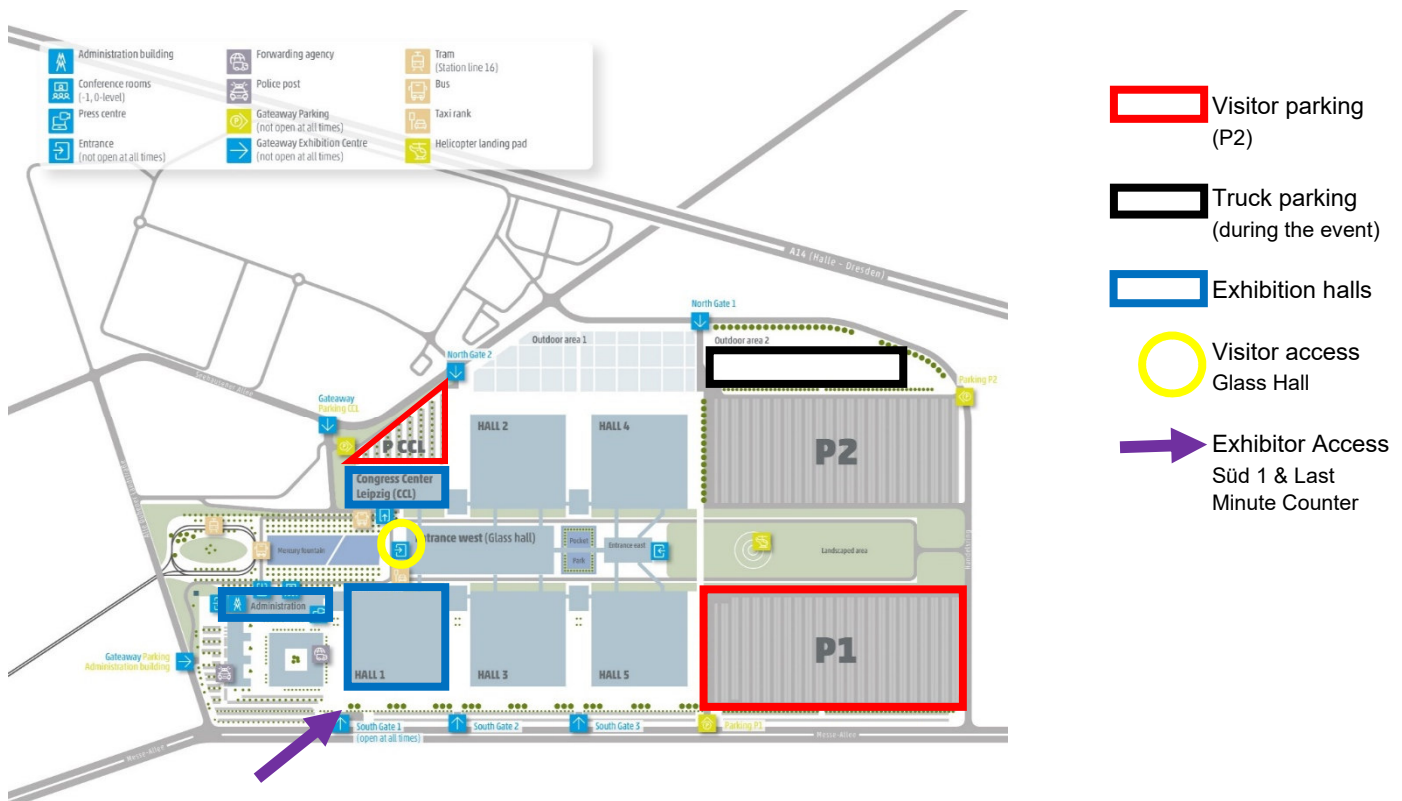 Administration building
Conference rooms
(-1, 0-level)
Press centre
Entrance
(not open at all times)
Forwarding agency
Police post
Gateaway Parking
(not open at all times)
Gateaway Exhibition Centre
(not open at all times)
Tram
(Station line 16)
Bus
Taxi rank
Helicopter landing pad
Visitor parking
(P2)
Truck parking
(during the event)
Exhibition halls
Visitor access
Glass Hall
Exhibitor Access
Süd 1 & Last
Minute Counter
A14 (Halle – Dresden)
North Gate 1
Outdoor area 1
Outdoor area 2
North Gate 2
Parking P2
Gateaway
Parking CCL
P CCL
HALL 2
HALL 4
P2
Congress Center
Leipzig (CCL)
Mercury fountain
Entrance west (Glass hall)
Pocket
Park
Entrance east
Landscaped area
Administration
HALL 1
HALL 3
HALL 5
P1
Gateaway Parking
Administration building
South Gate 1
(open at all times)
South Gate 2
South Gate 3
Parking P1
Messe-Allee
Messe-Allee